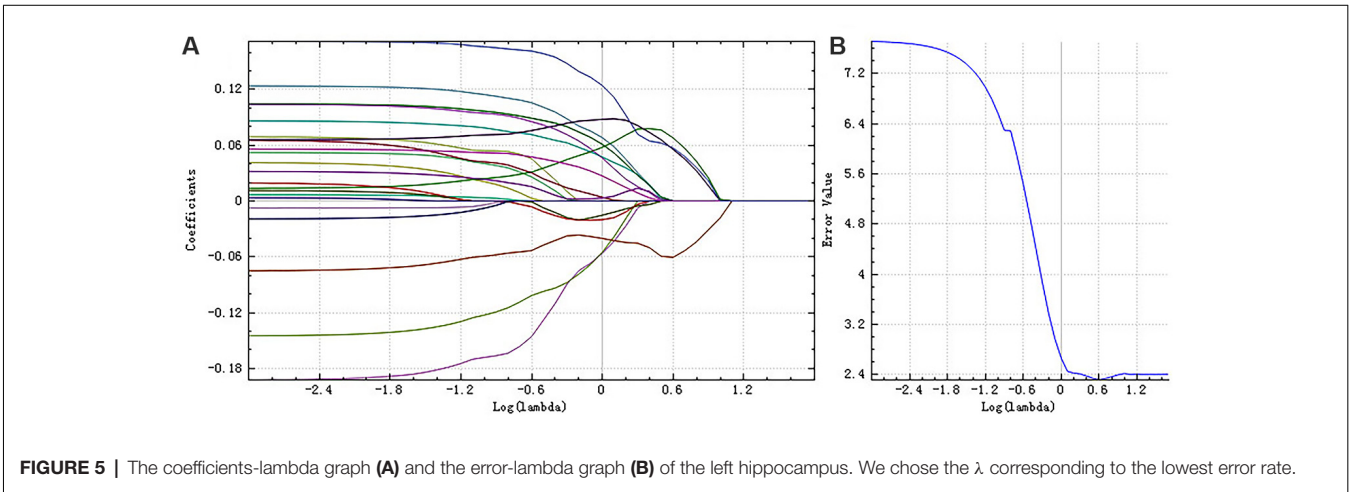 A
B
0.12
0.06
0
-0.06
-0.12
-0.18
Coefficients
-2.4 -1.8 -1.2 -0.6 0 0.6 1.2
Log(lambda)
7.2
6.4
5.6
4.8
4
3.2
2.4
Error Value
-2.4 -1.8 -1.2 -0.6 0 0.6 1.2
Log(lambda)
FIGURE 5 | The coefficients-lambda graph (A) and the error-lambda graph (B) of the left hippocampus. We chose the λ corresponding to the lowest error rate.